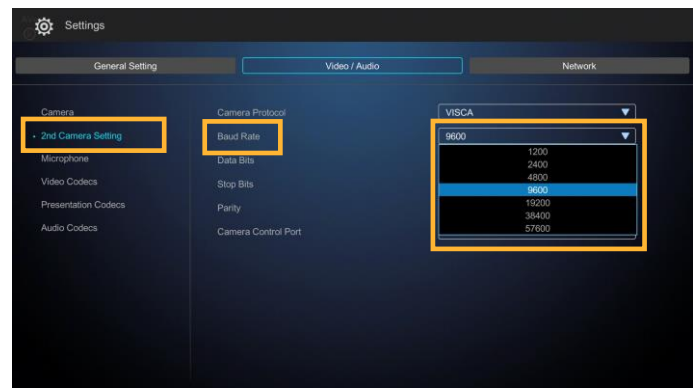 Settings
General Setting
Video / Audio
Network
Camera
Camera Protocol
VISCA
• 2nd Camera Setting
Baud Rate
9600
Microphone
Data Bits
1200
2400
4800
9600
19200
38400
57600
Video Codecs
Stop Bits
Presentation Codecs
Parity
Audio Codecs
Camera Control Port